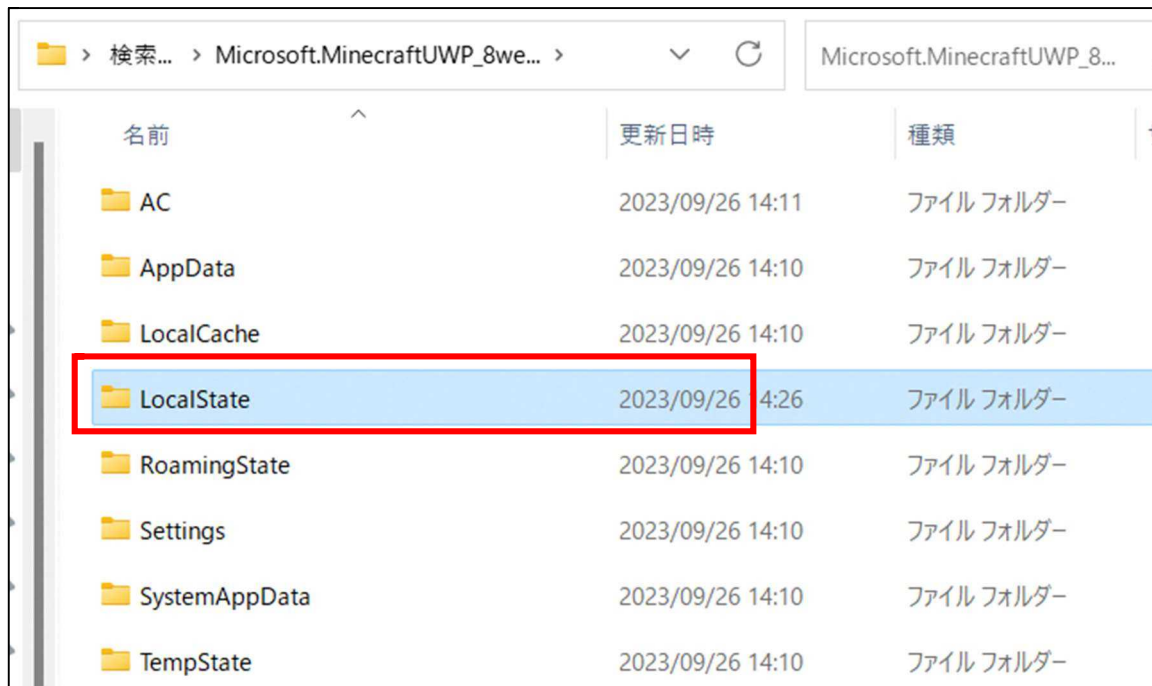 検索... Microsoft.MinecraftUWP_8we... Microsoft.MinecraftUWP_8...
名前 更新日時 種類
AC 2023/09/26 14:11 ファイル フォルダー
AppData 2023/09/26 14:10 ファイル フォルダー
LocalCache 2023/09/26 14:10 ファイル フォルダー
LocalState 2023/09/26 4:26 ファイル フォルダー
RoamingState 2023/09/26 14:10 ファイル フォルダー
Settings 2023/09/26 14:10 ファイル フォルダー
SystemAppData 2023/09/26 14:10 ファイル フォルダー
TempState 2023/09/26 14:10 ファイル フォルダー